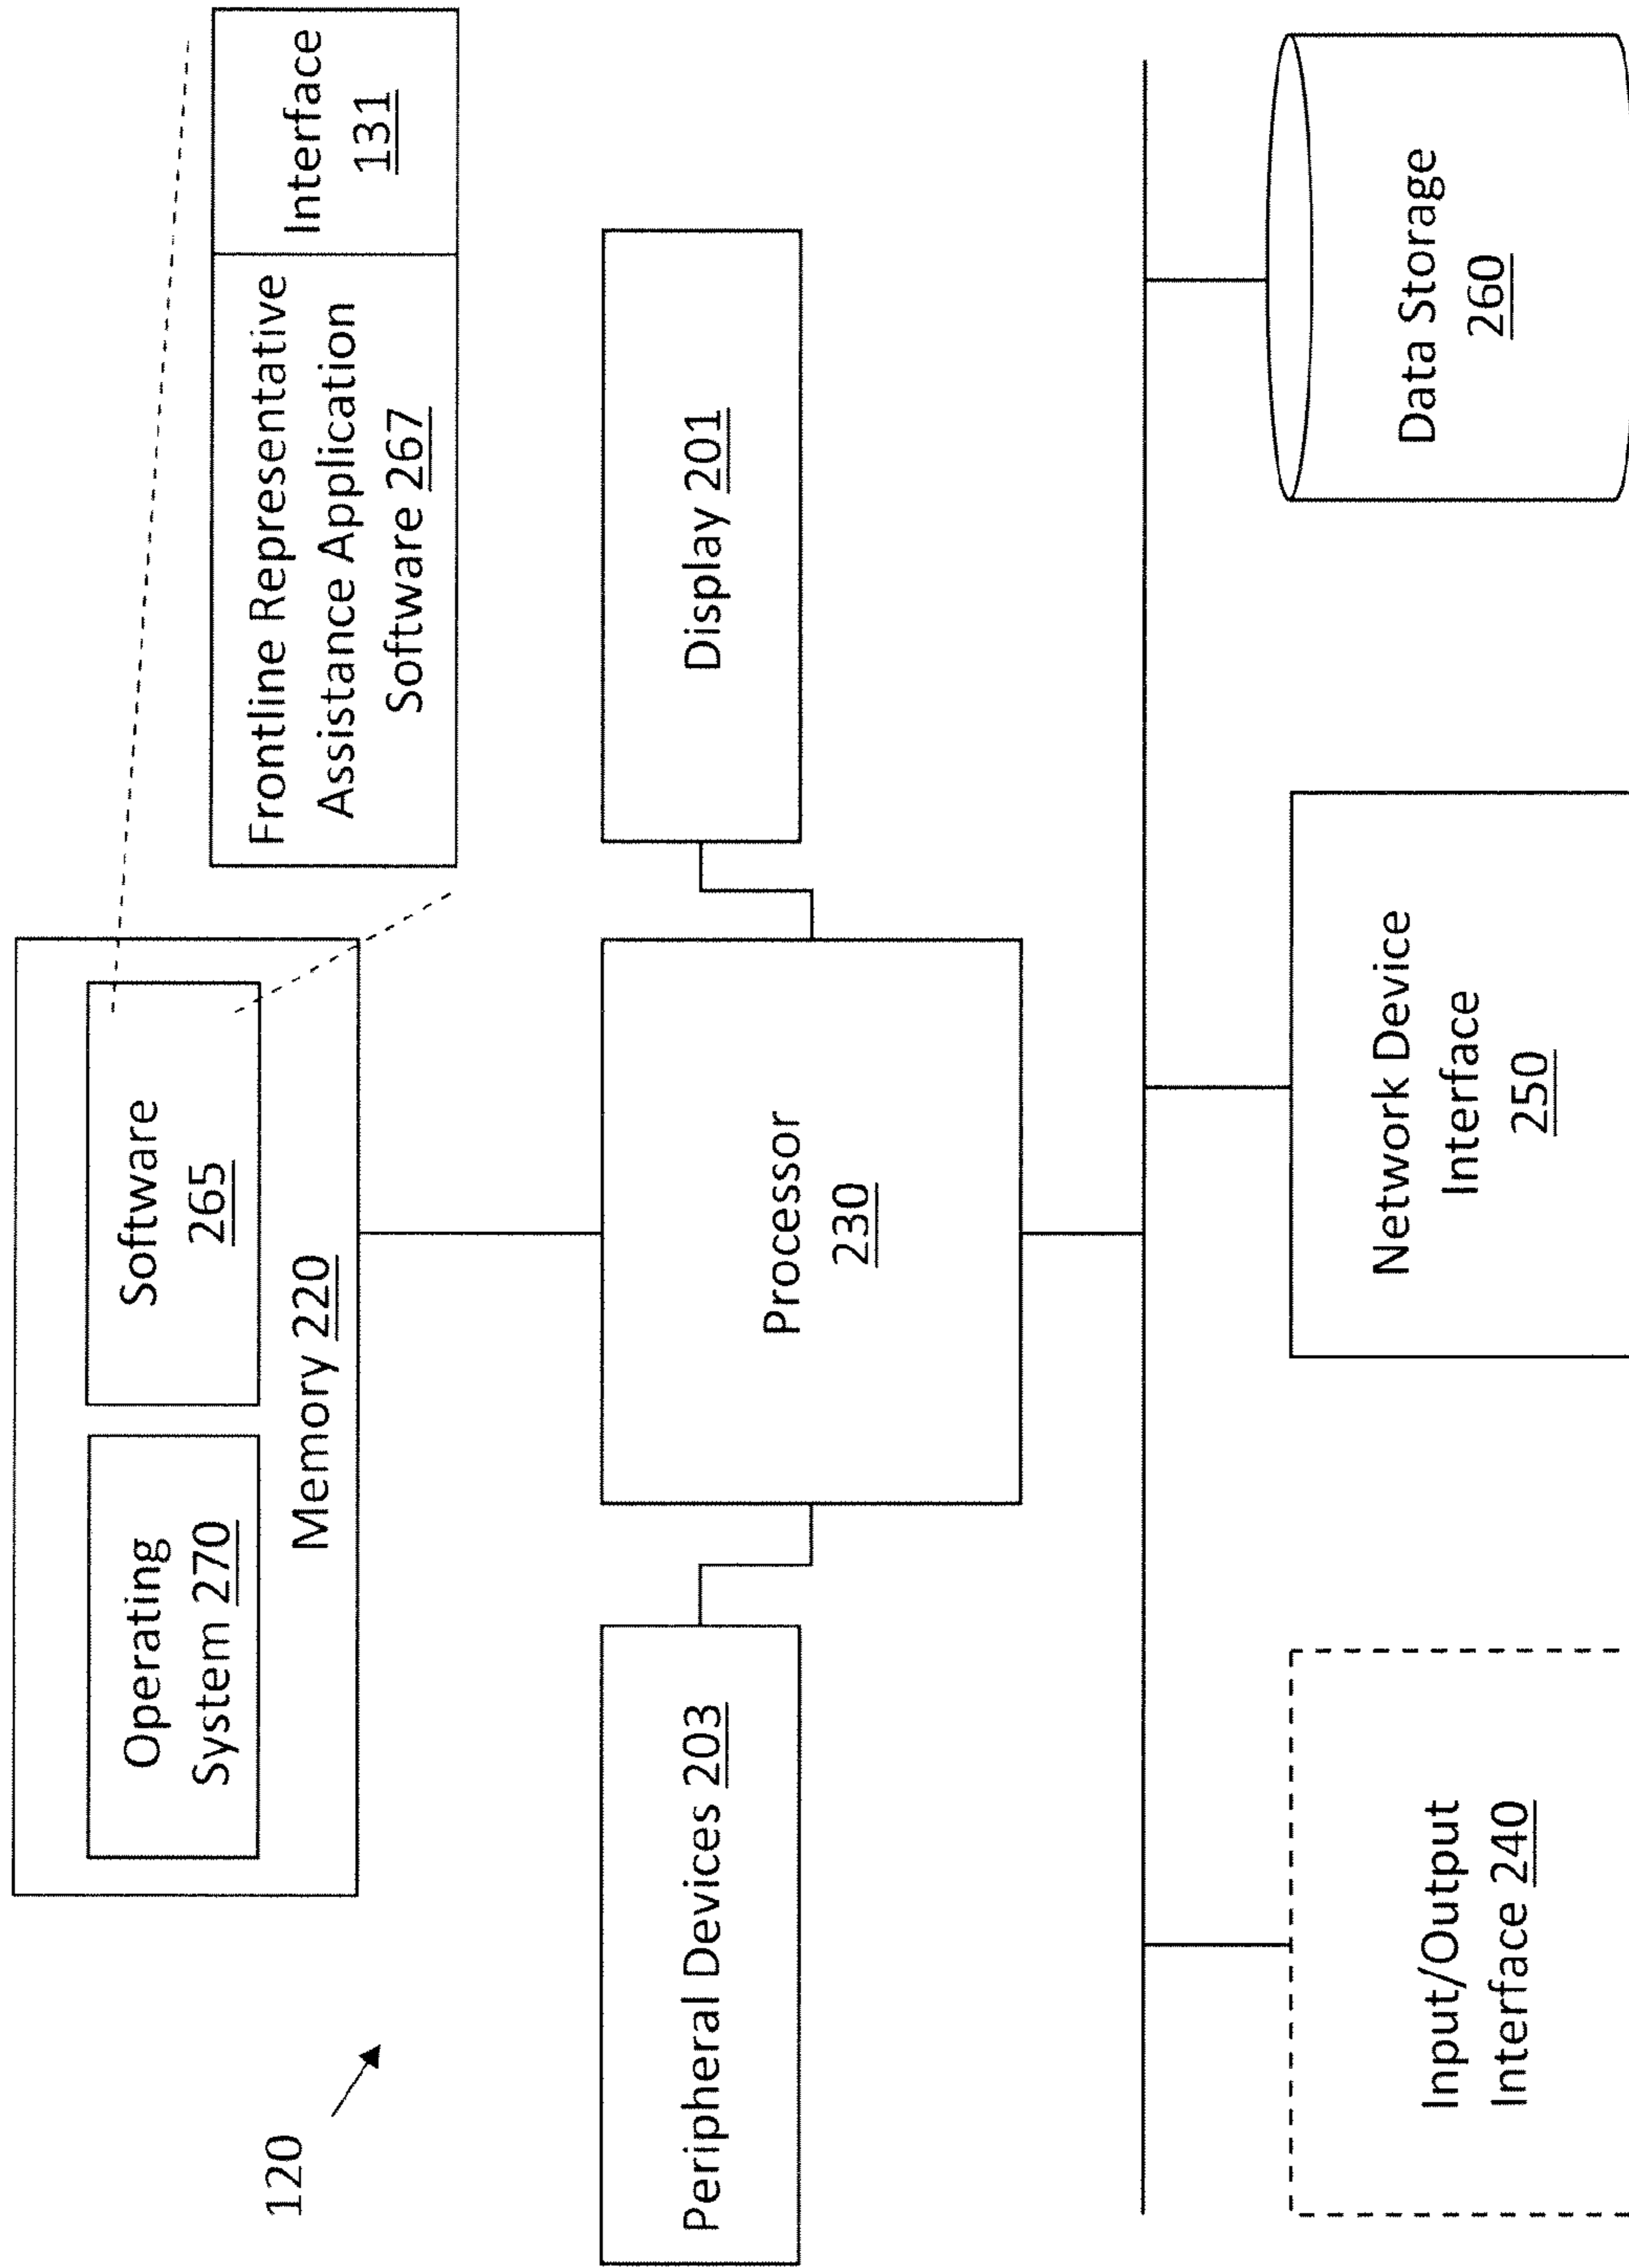 120
Operating
System 270
Software
265
Memory 220
Frontline Representative
Assistance Application
Software 267
Interface
131
Peripheral Devices 203
Processor
230
Display 201
Input/Output
Interface 240
Network Device
Interface
250
Data Storage
260